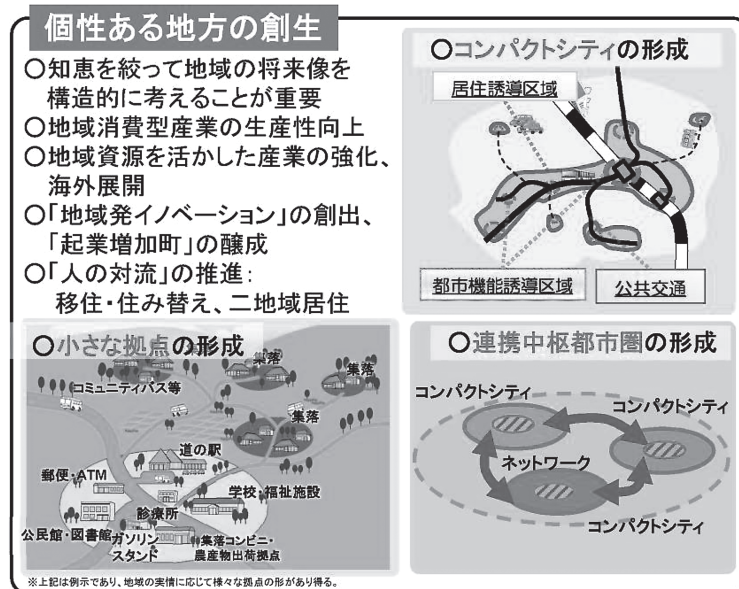 個性ある地方の創生
○知恵を絞って地域の将来像を
構造的に考えることが重要
○地域消費型産業の生産性向上
○地域資源を活かした産業の強化、
海外展開
○「地域発イノベーション」の創出、
「起業増加町」の醸成
○「人の対流」の推進:
移住・住み替え、二地域居住
○コンパクトシティの形成
居住誘導区域
都市機能誘導区域
公共交通
○小さな拠点の形成
集落
集落
コミュニティバス等
集落
道の駅
郵便・ATM
学校・福祉施設
診療所
公民館・図書館
ガソリン
スタンド
集落コンビニ・
農産物出荷拠点
※上記は例示であり、地域の実情に応じて様々な拠点の形があり得る。
○連携中枢都市圏の形成
コンパクトシティ
コンパクトシティ
ネットワーク
コンパクトシティ